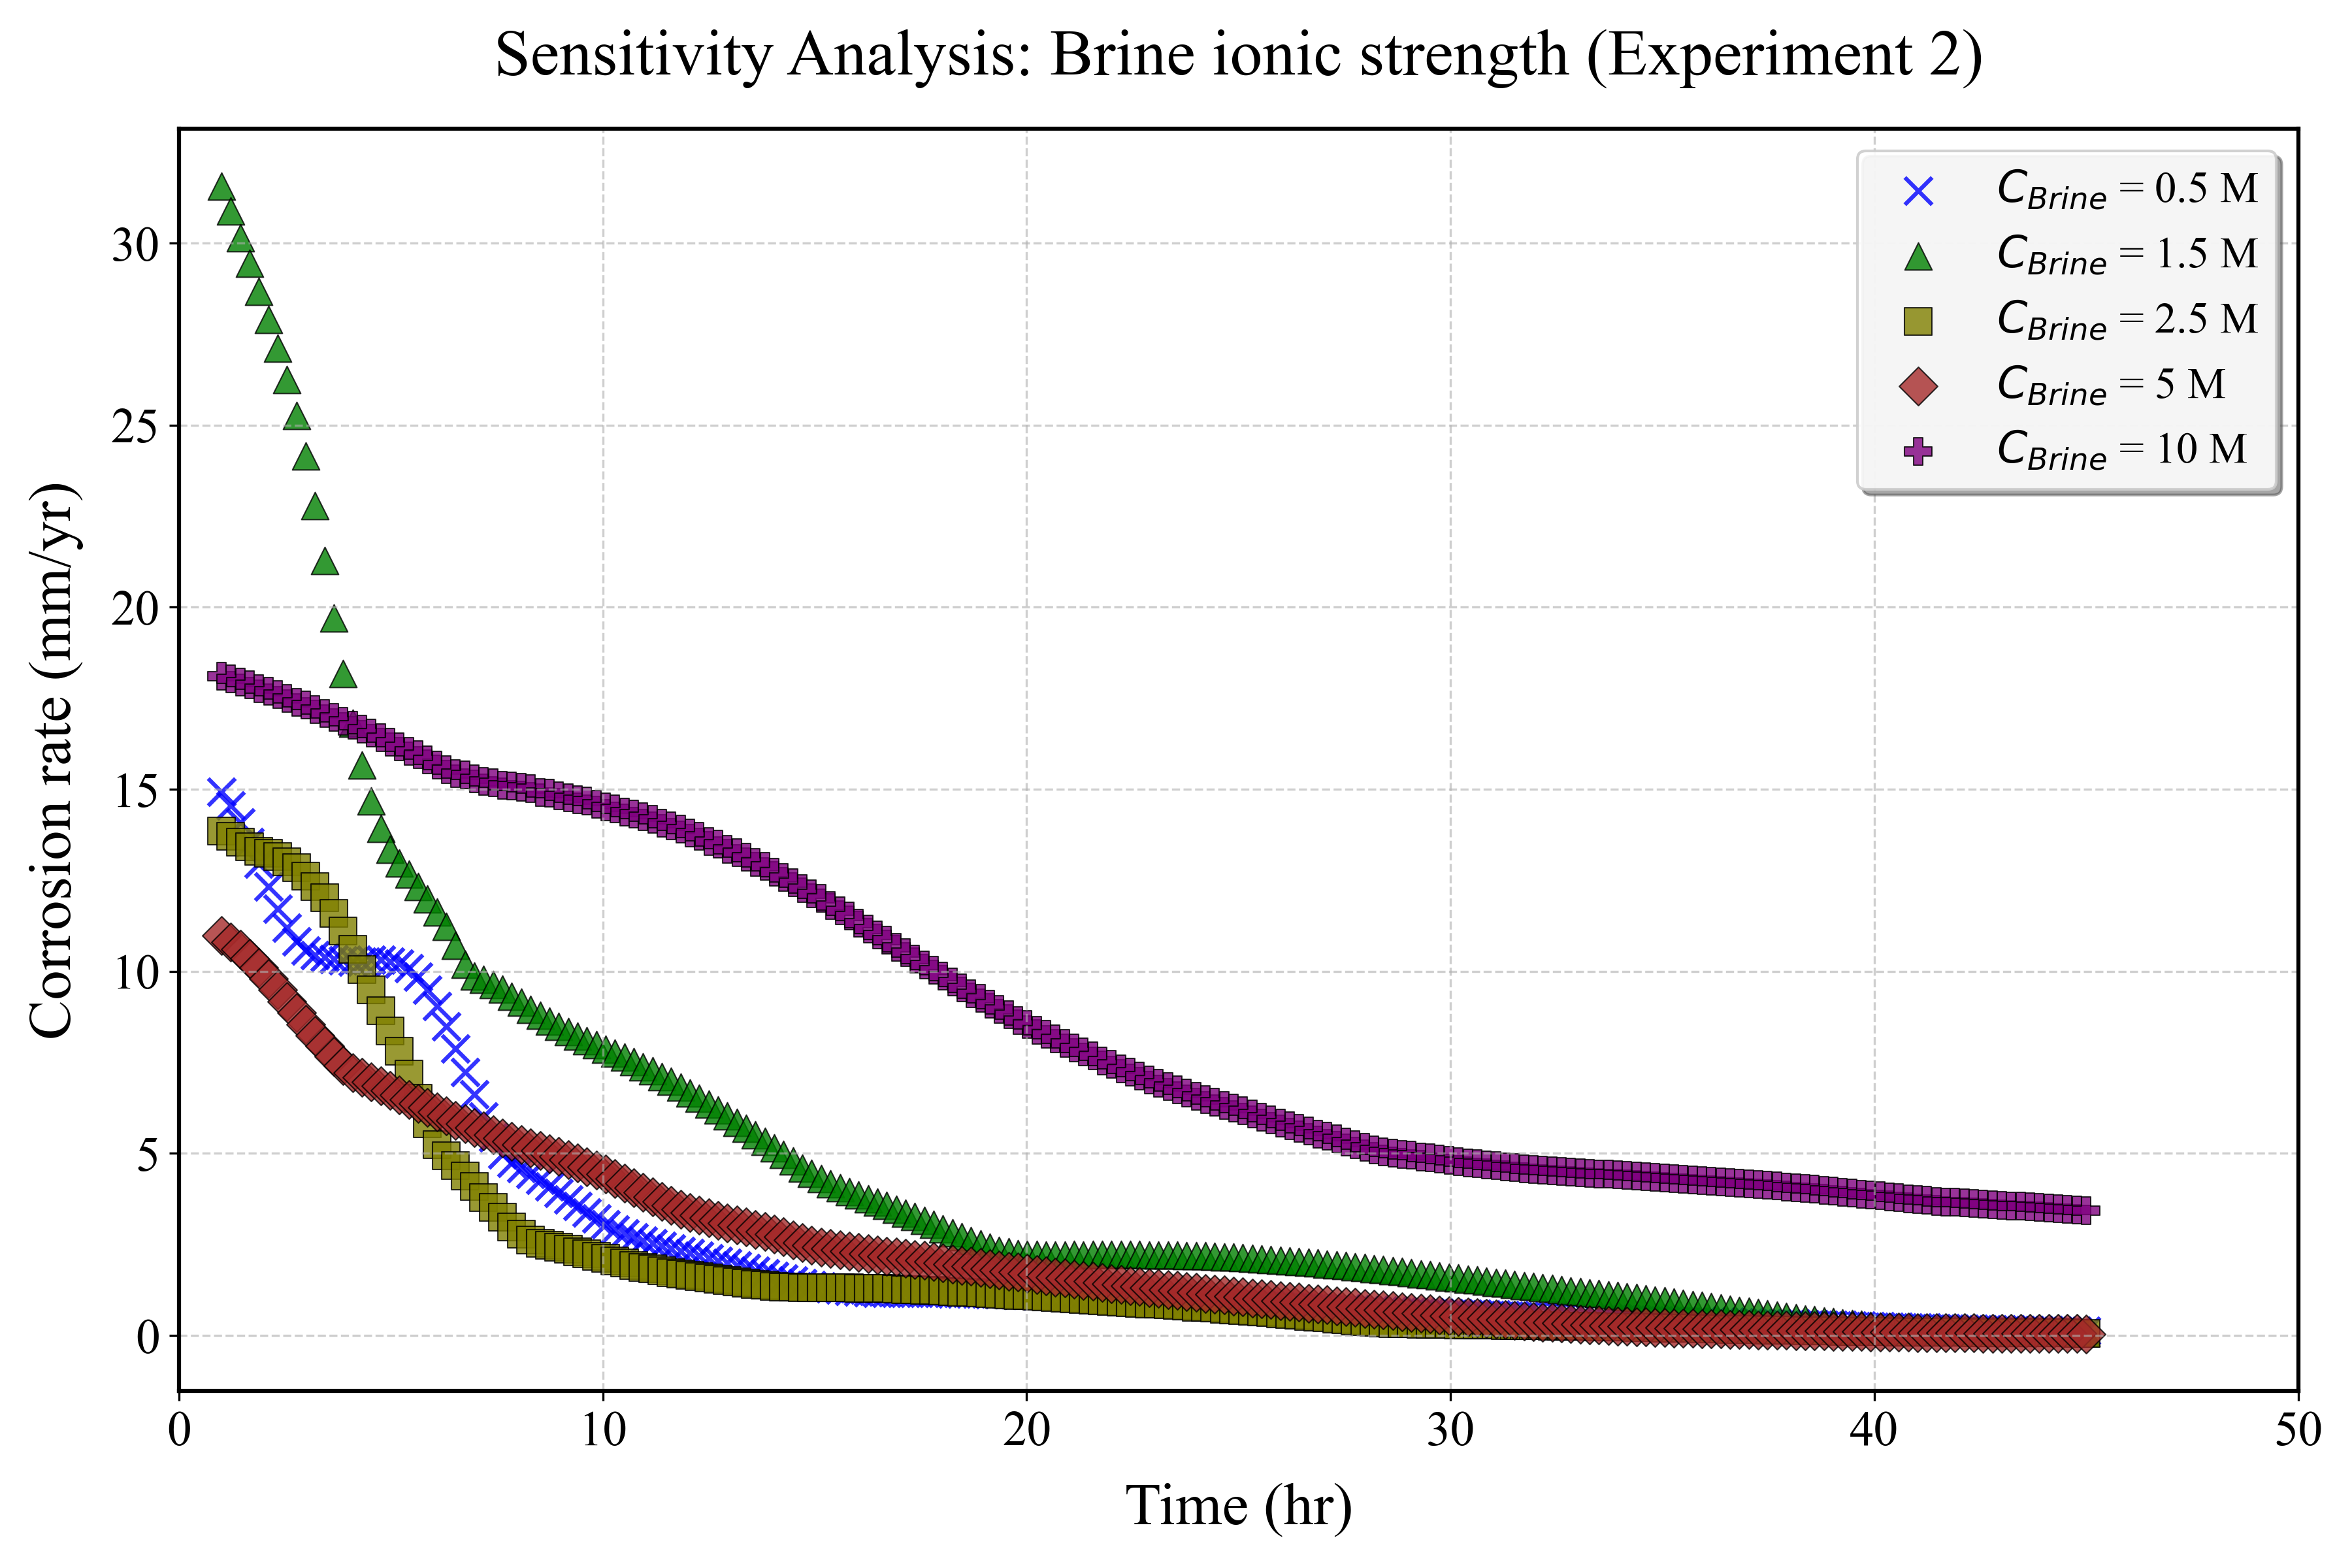 Sensitivity Analysis: Brine ionic strength (Experiment 2)
Corrosion rate (mm/yr)
30
25
20
15
10
5
0
C_Brine = 0.5 M
C_Brine = 1.5 M
C_Brine = 2.5 M
C_Brine = 5 M
C_Brine = 10 M
0 10 20 30 40 50
Time (hr)